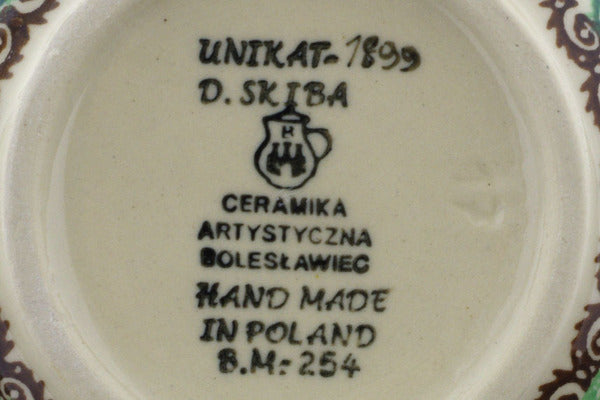 UNIKAT-1899
D. SKIBA
H
CERAMIKA
ARTYSTYCZNA
BOLESŁAWIEC
HAND MADE
IN POLAND
B.M.-254